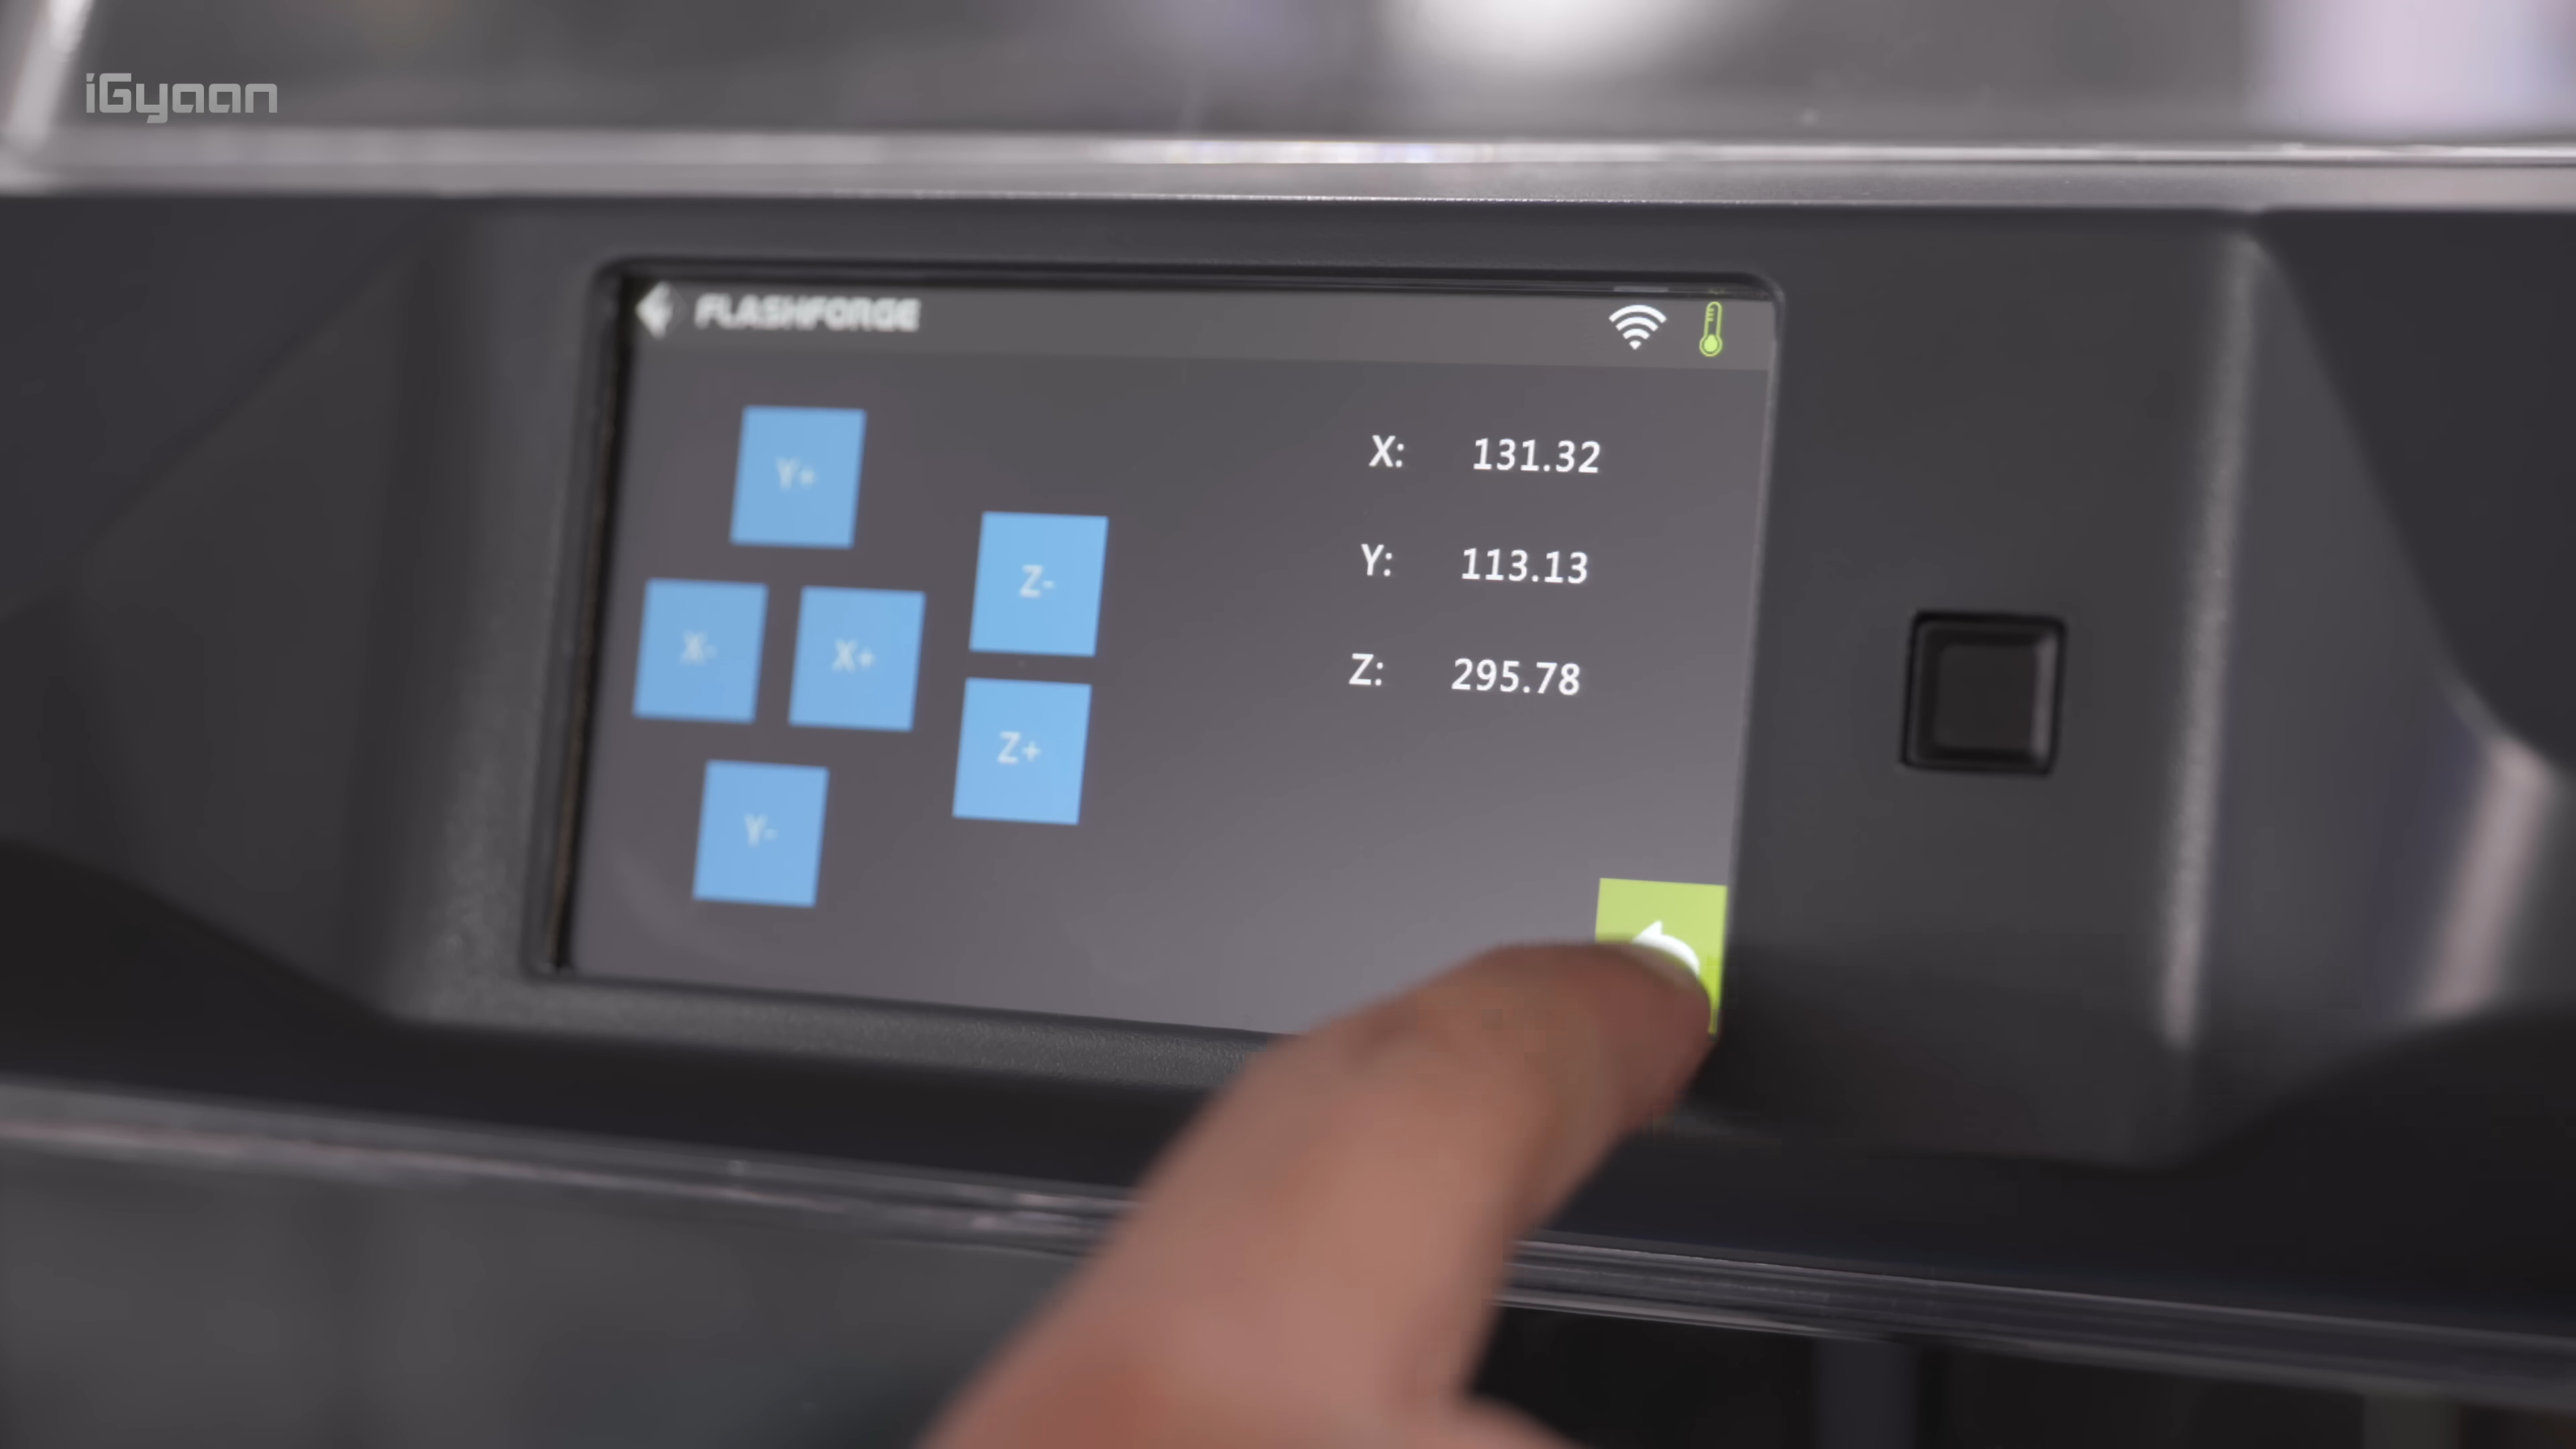 iGyaan
FLASHFORGE
Y+
X: 131.32
Z-
Y: 113.13
X- X+
Z: 295.78
Z+
Y-